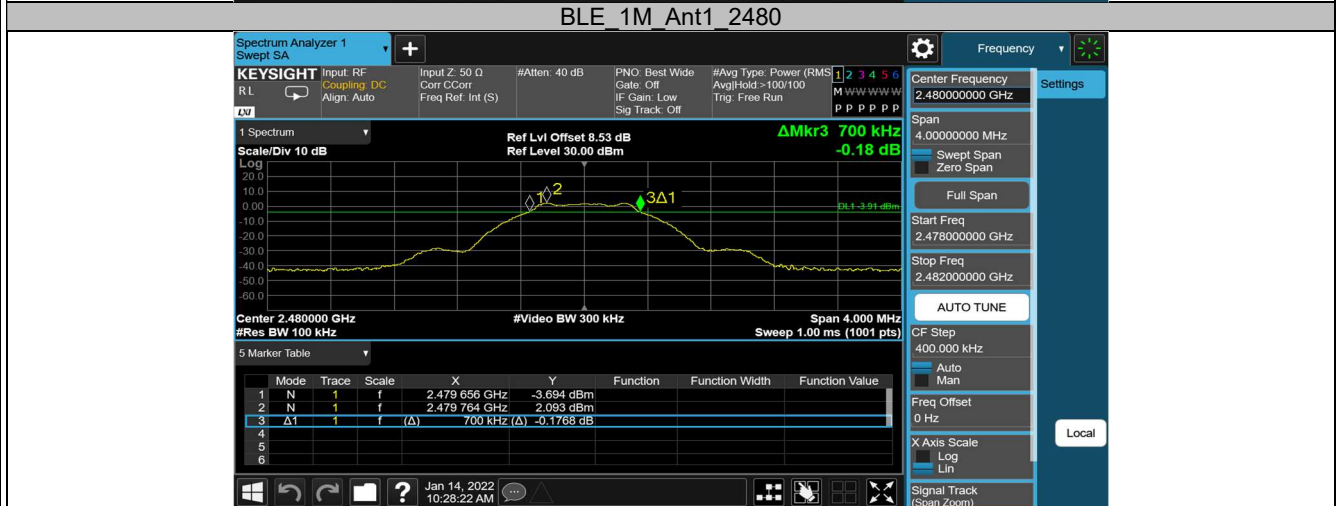 BLE_1M_Ant1_2480
Spectrum Analyzer 1
Swept SA
+
Frequency
KEYSIGHT
RL
LXI
Input: RF
Coupling: DC
Align: Auto
Input Z: 50 Ω
Corr CCorr
Freq Ref: Int (S)
#Atten: 40 dB
PNO: Best Wide
Gate: Off
IF Gain: Low
Sig Track: Off
#Avg Type: Power (RMS
Avg|Hold:>100/100
Trig: Free Run
1 2 3 4 5 6
M W W W W W
P P P P P P
Center Frequency
2.480000000 GHz
Settings
Span
4.00000000 MHz
Swept Span
Zero Span
Full Span
Start Freq
2.478000000 GHz
Stop Freq
2.482000000 GHz
AUTO TUNE
CF Step
400.000 kHz
Auto
Man
Freq Offset
0 Hz
X Axis Scale
Log
Lin
Signal Track
(Span Zoom)
Local
1 Spectrum
Scale/Div 10 dB
Ref Lvl Offset 8.53 dB
Ref Level 30.00 dBm
ΔMkr3 700 kHz
-0.18 dB
Log
20.0
10.0
0.00
-10.0
-20.0
-30.0
-40.0
-50.0
-60.0
1
2
3Δ1
DL1 -3.91 dBm
Center 2.480000 GHz #Video BW 300 kHz Span 4.000 MHz
#Res BW 100 kHz Sweep 1.00 ms (1001 pts)
5 Marker Table
Mode Trace Scale X Y Function Function Width Function Value
1 N 1 f 2.479 656 GHz -3.694 dBm
2 N 1 f 2.479 764 GHz 2.093 dBm
3 Δ1 1 f (Δ) 700 kHz (Δ) -0.1768 dB
4
5
6
?
Jan 14, 2022
10:28:22 AM